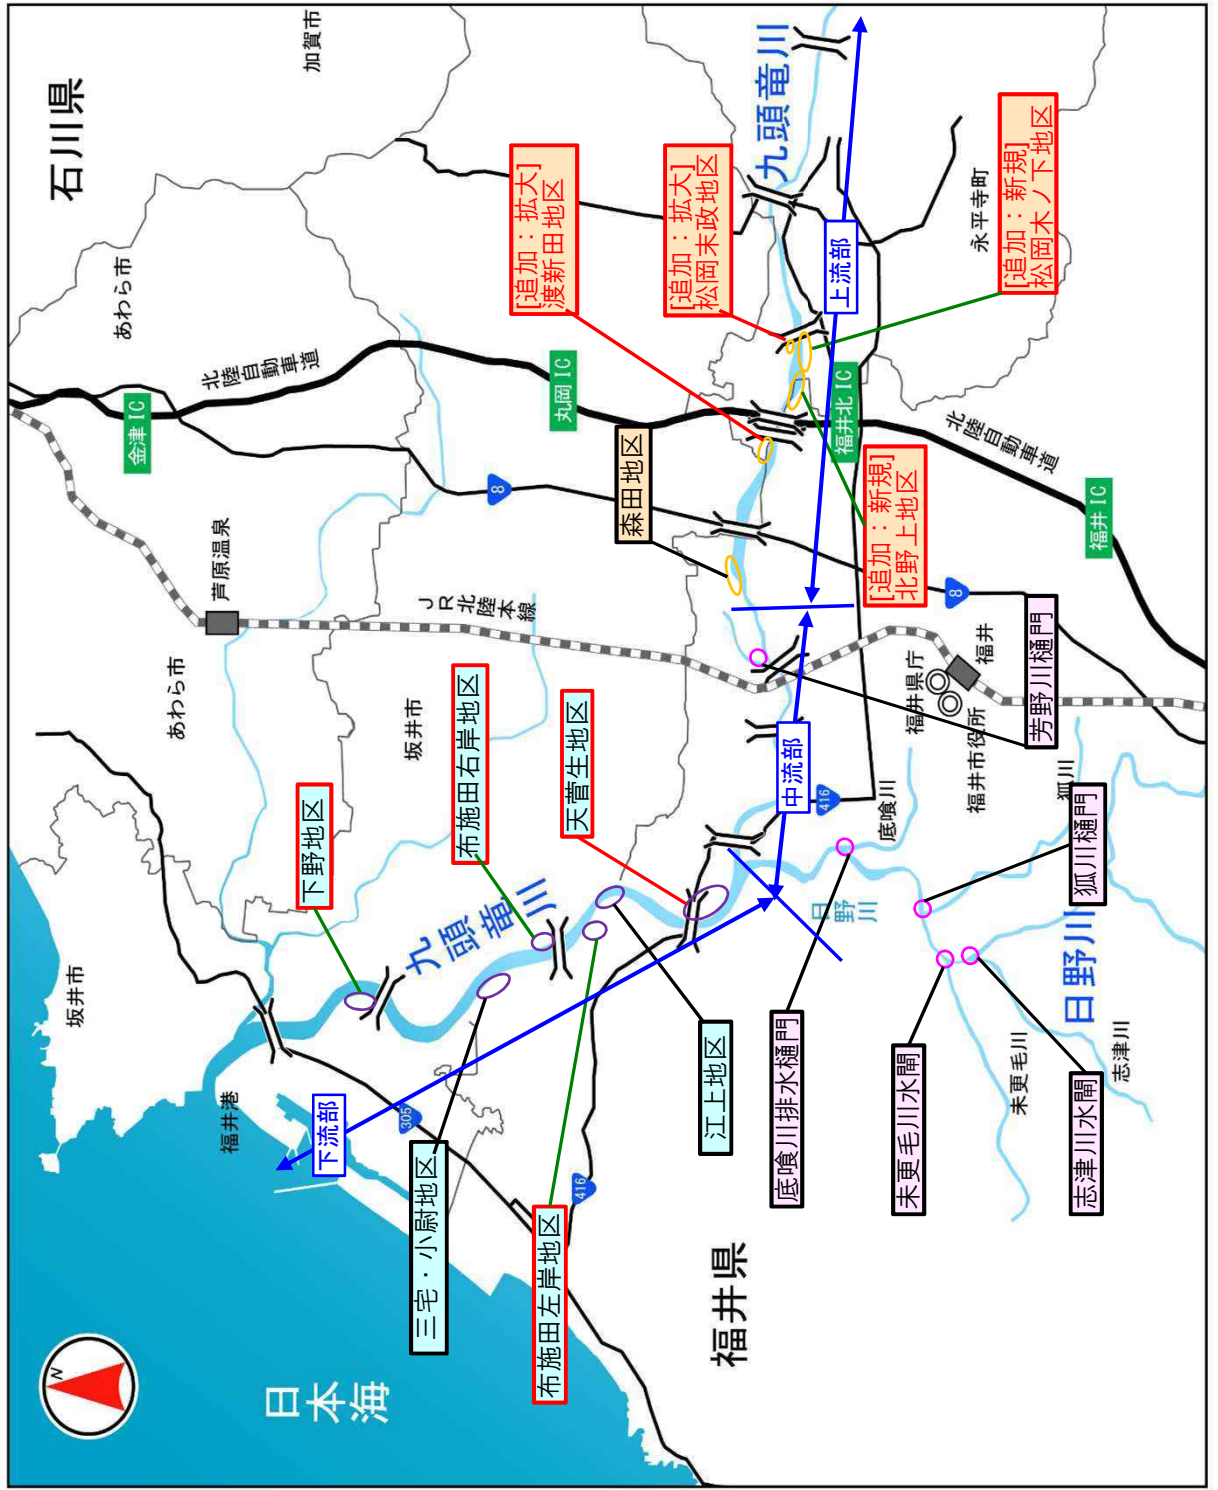 N
石川県
坂井市
加賀市
あわら市
金津IC
あわら市
北陸自動車道
芦原温泉
福井港
日本海
下野地区
下流部
305
坂井市
三宅・小尉地区
JR北陸本線
九頭竜川
布施田右岸地区
8
[追加：拡大]
渡新田地区
丸岡IC
布施田左岸地区
416
天菅生地区
森田地区
[追加：拡大]
松岡末政地区
江上地区
福井県
九頭竜川
底喰川排水樋門
中流部
416
上流部
福井北IC
日野川
底喰川
[追加：新規]
北野上地区
未更毛川水閘
福井県庁
8
北陸自動車道
福井市役所
福井
永平寺町
[追加：新規]
松岡木ノ下地区
未更毛川
芳野川樋門
狐川
日野川
志津川水閘
狐川樋門
福井IC
志津川